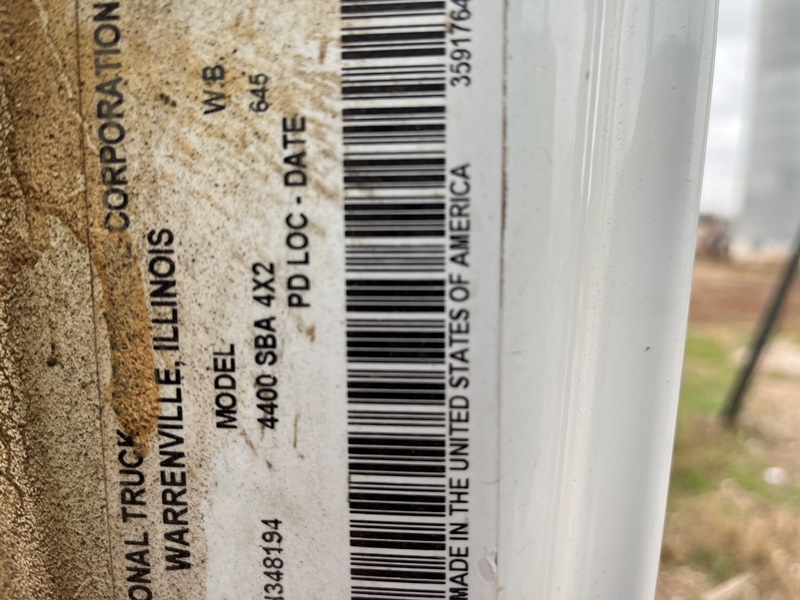 ONAL TRUCK CORPORATION
WARRENVILLE, ILLINOIS
MODEL W.B.
348194 4400 SBA 4X2 645
PD LOC - DATE
MADE IN THE UNITED STATES OF AMERICA 3591764